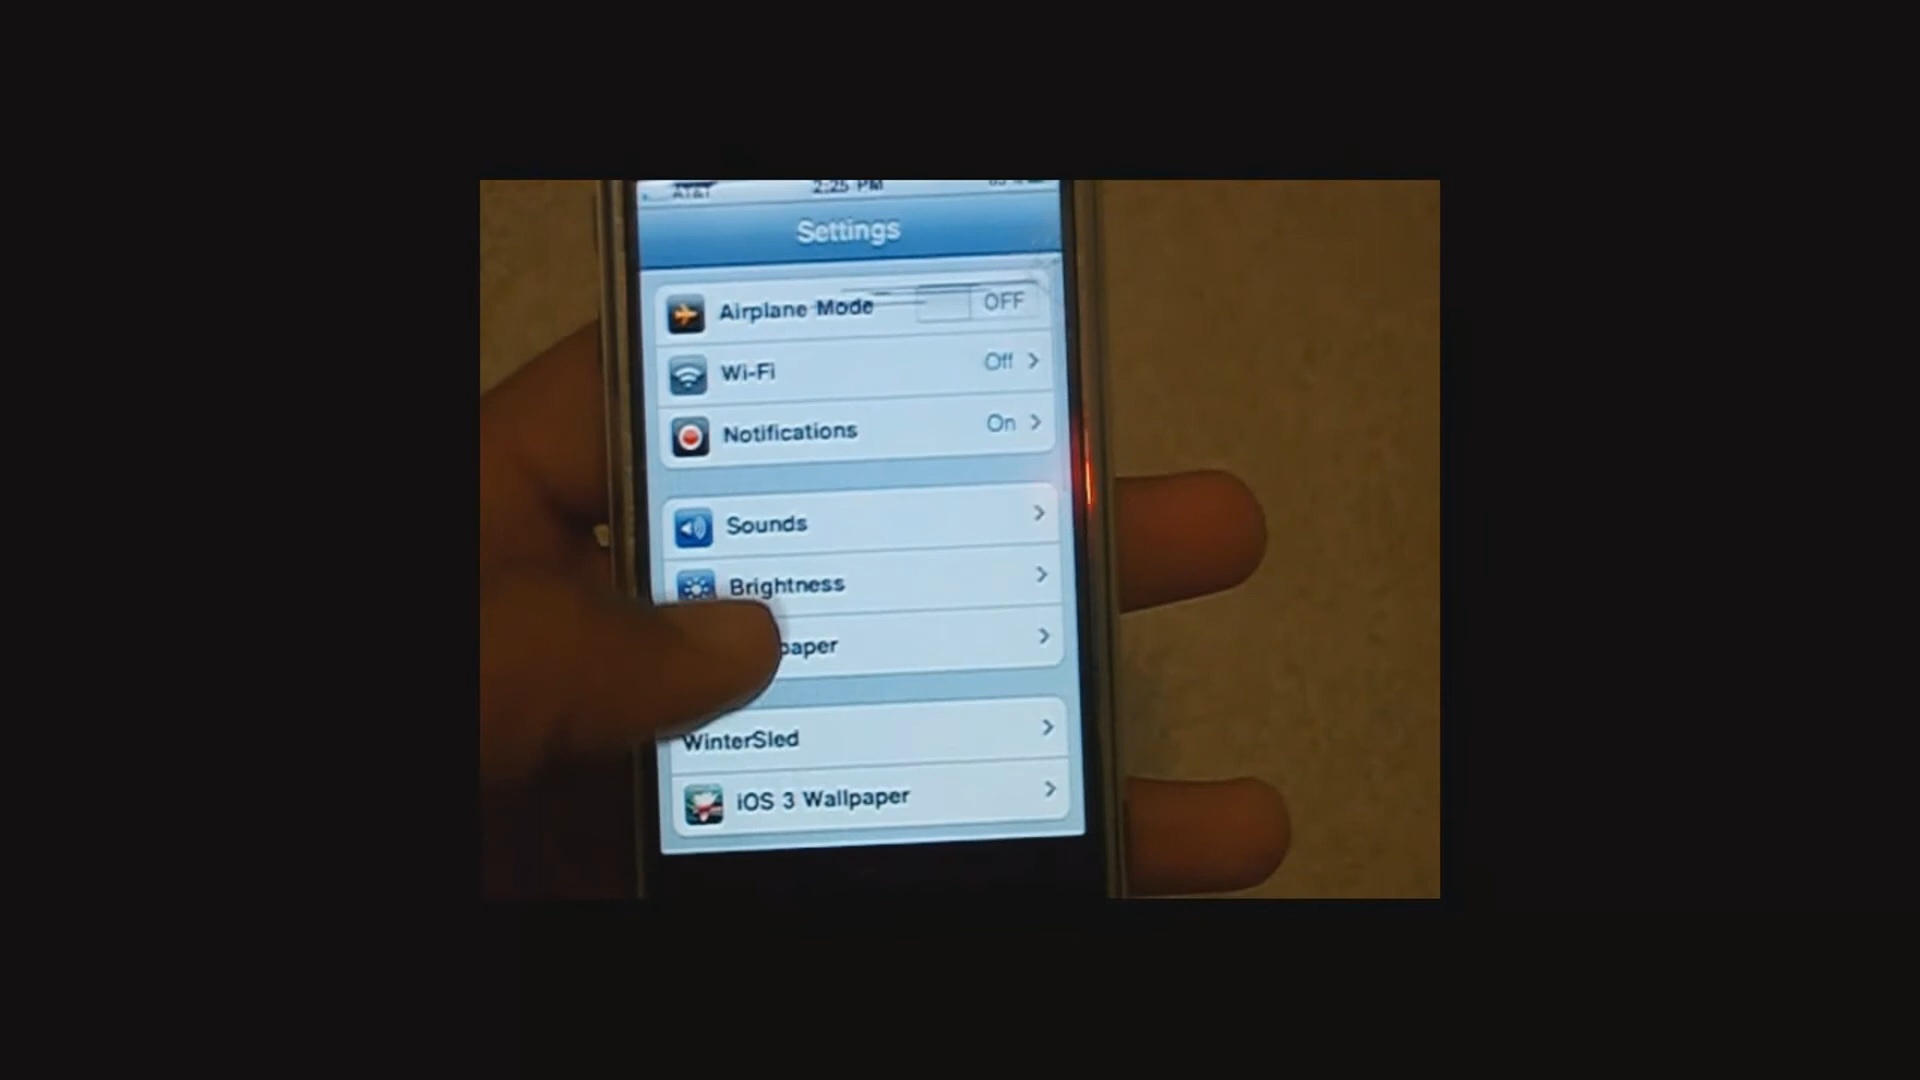 AT&T 2:25 PM
Settings
Airplane Mode OFF
Wi-Fi Off
Notifications On
Sounds
Brightness
paper
WinterSled
iOS 3 Wallpaper